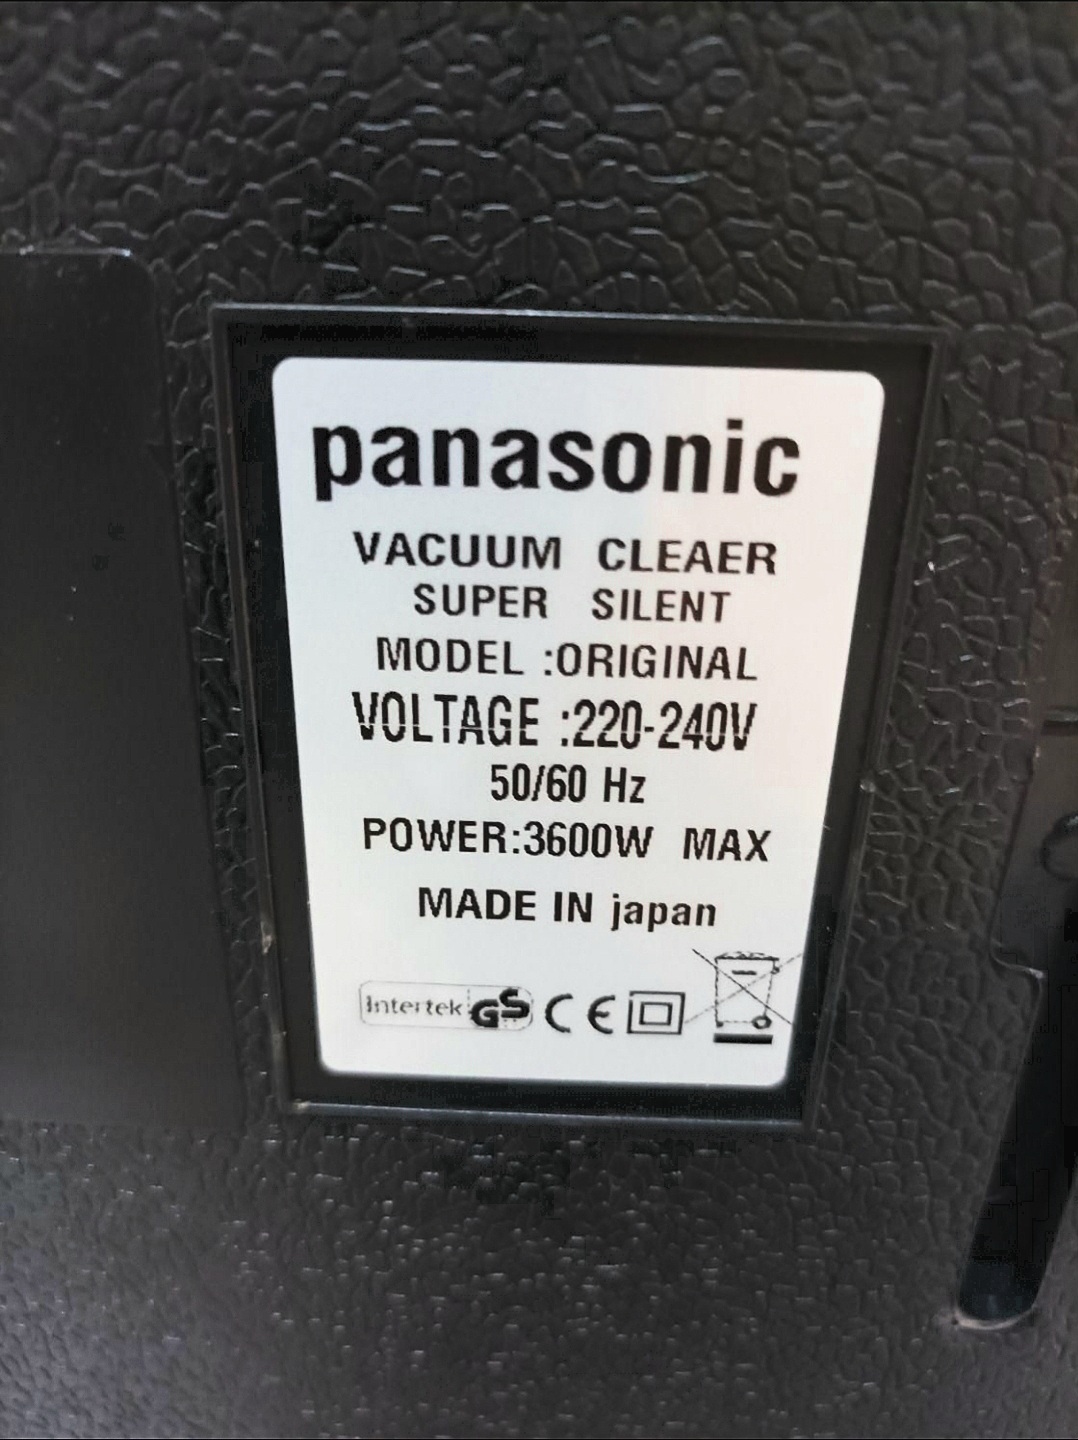 panasonic
VACUUM CLEAER
SUPER SILENT
MODEL :ORIGINAL
VOLTAGE :220-240V
50/60 Hz
POWER:3600W MAX
MADE IN japan
Intertek GS CE